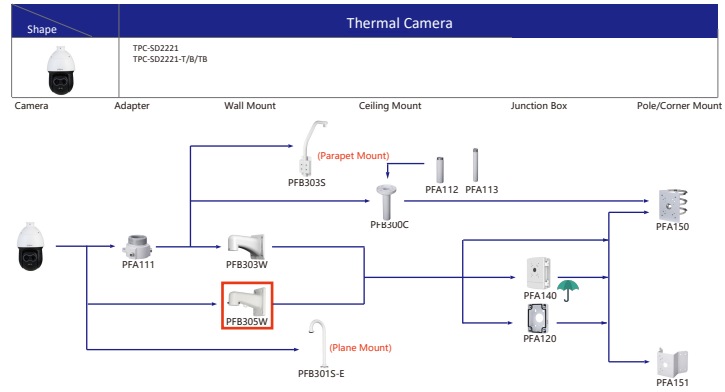 Shape
Thermal Camera
TPC-SD2221
TPC-SD2221-T/B/TB
Camera
Adapter
Wall Mount
Ceiling Mount
Junction Box
Pole/Corner Mount
(Parapet Mount)
PFB303S
PFA112
PFA113
PFB300C
PFA150
PFA111
PFB303W
PFA140
PFB305W
PFA120
(Plane Mount)
PFB301S-E
PFA151